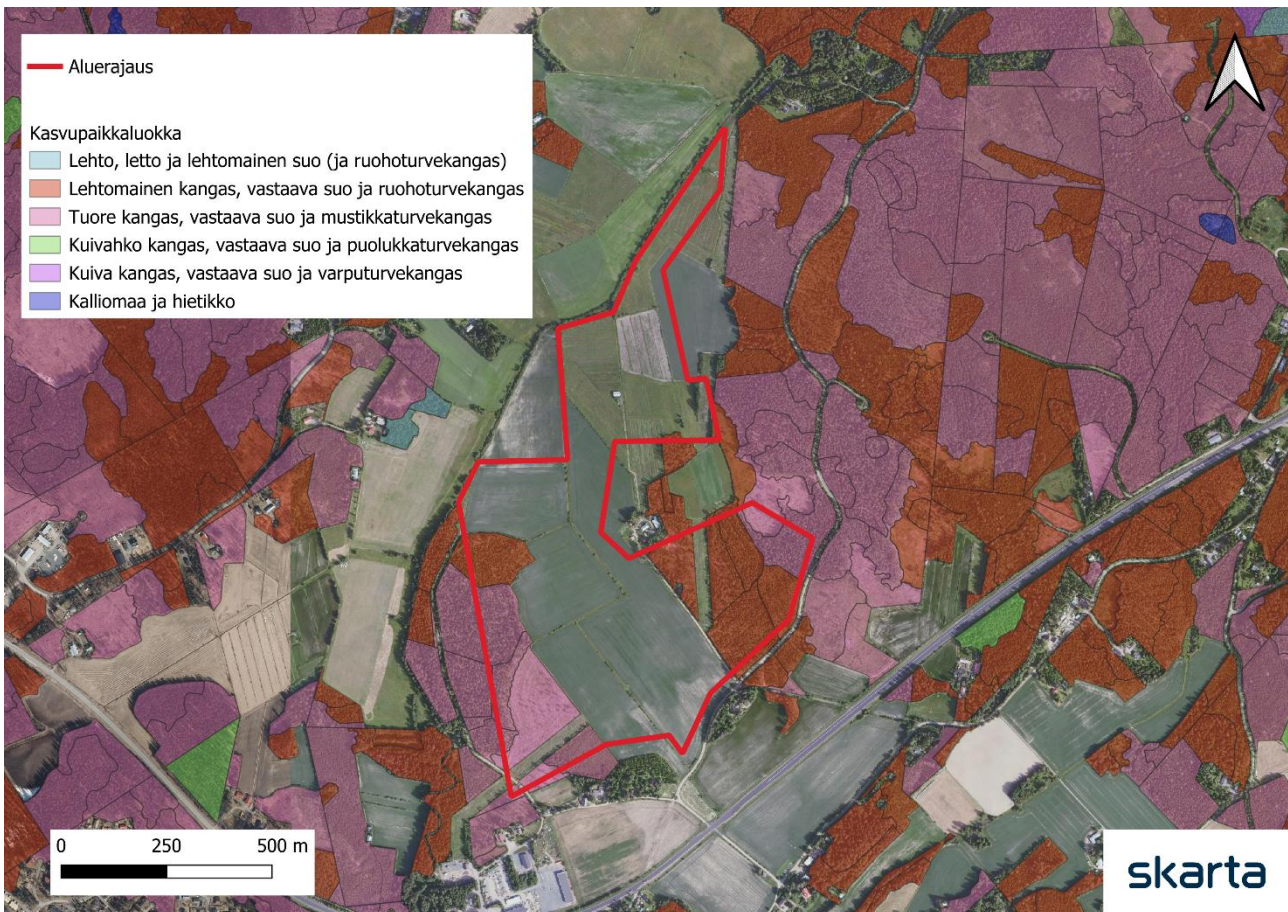 Aluerajaus
Kasvupaikkaluokka
Lehto, letto ja lehtomainen suo (ja ruohoturvekangas)
Lehtomainen kangas, vastaava suo ja ruohoturvekangas
Tuore kangas, vastaava suo ja mustikkaturvekangas
Kuivahko kangas, vastaava suo ja puolukkaturvekangas
Kuiva kangas, vastaava suo ja varputurvekangas
Kalliomaa ja hietikko
0 250 500 m
skarta